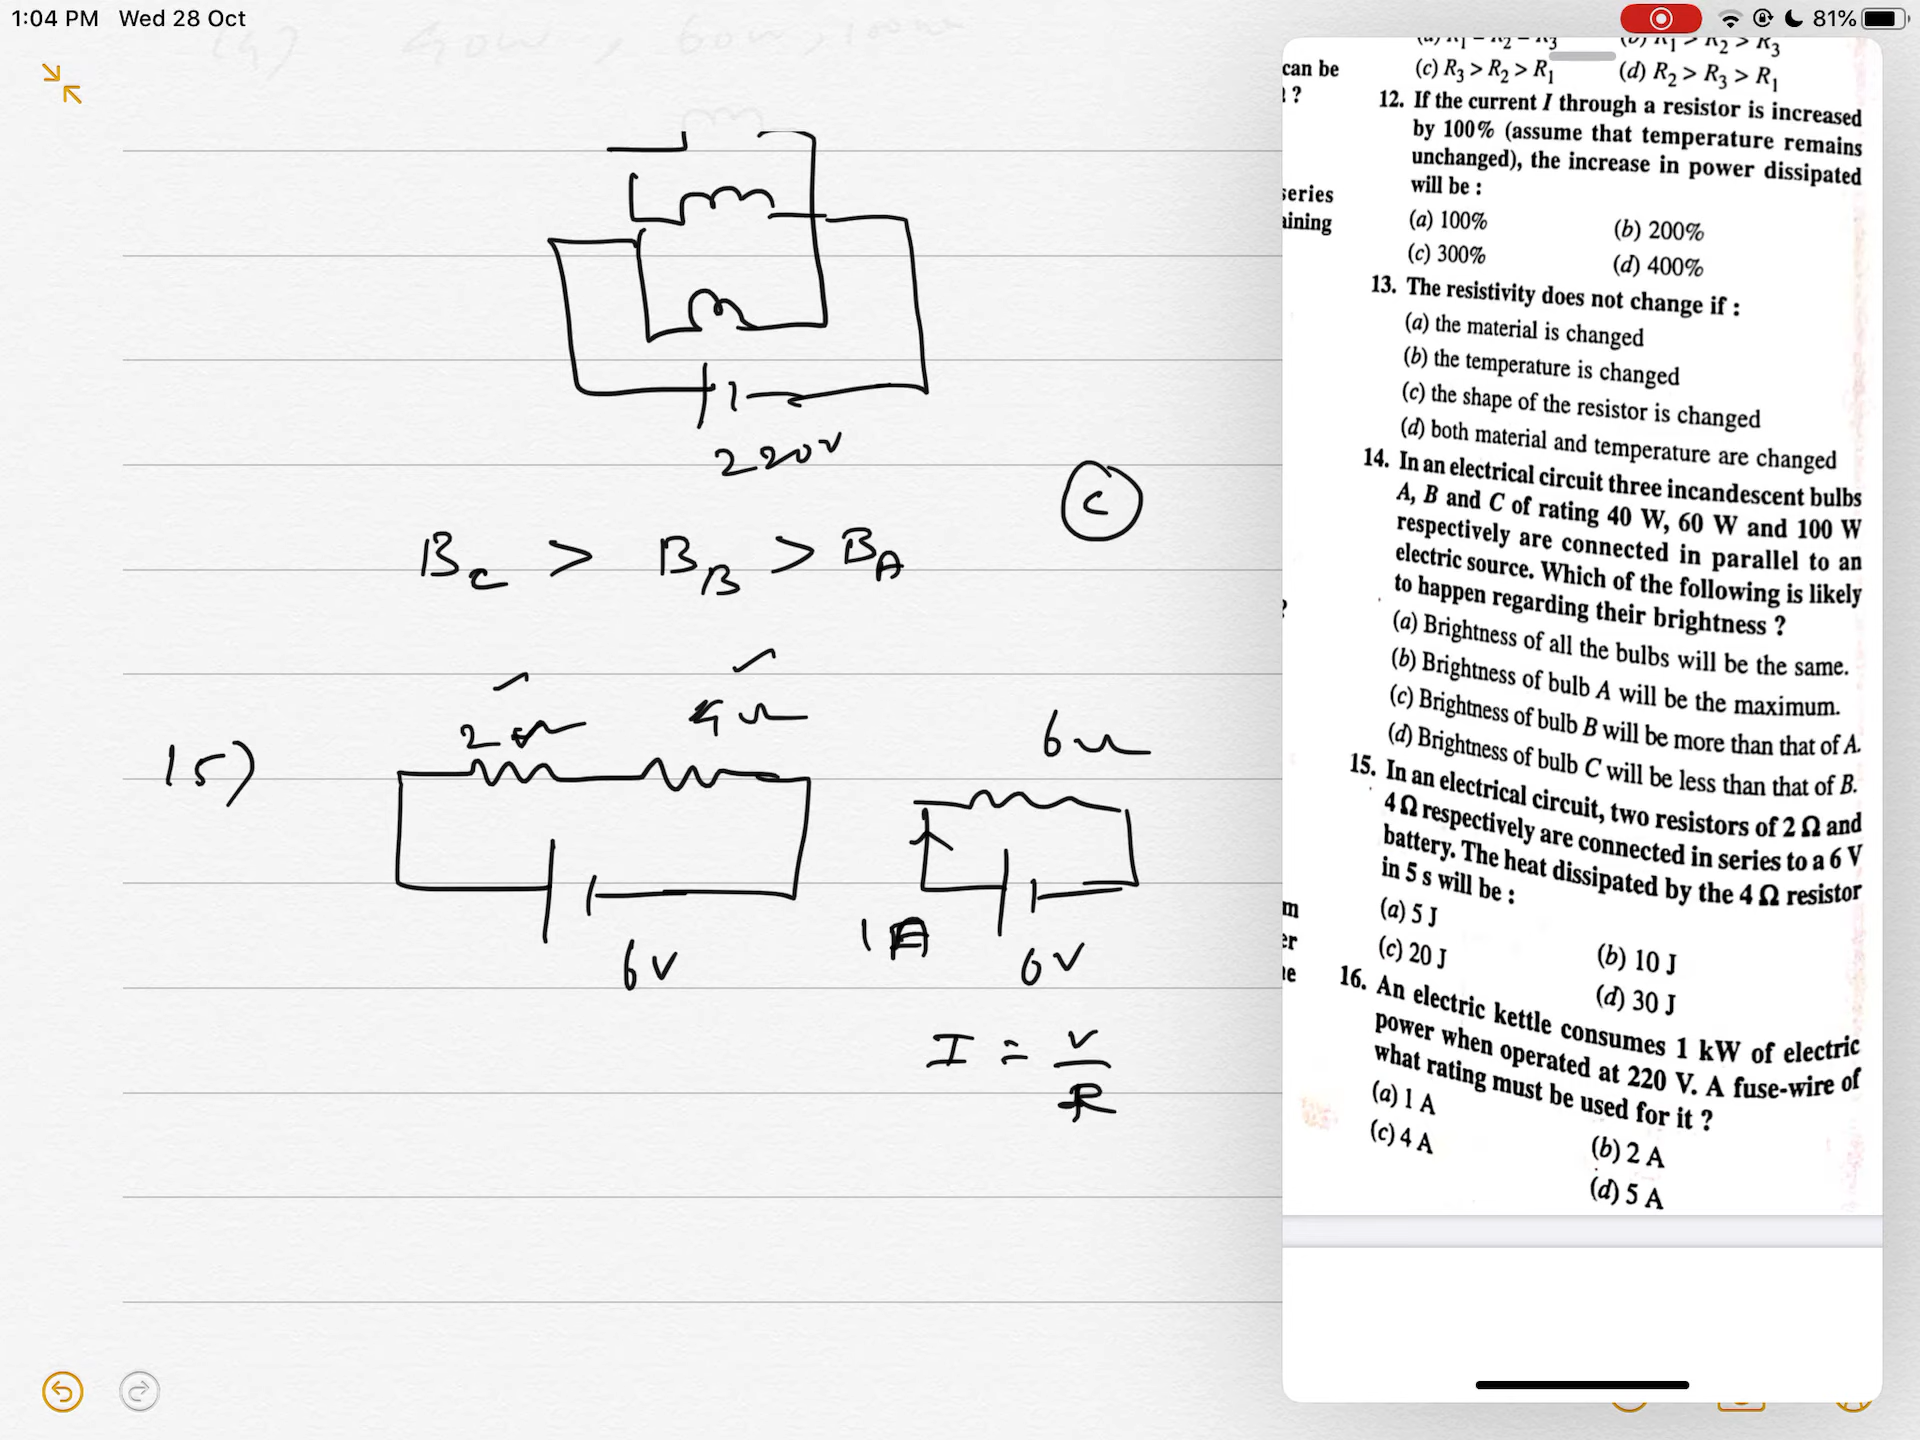 1:04 PM Wed 28 Oct
81%
220V
C
B_C > B_B > B_A
15)
2Ω 4Ω
6Ω
6V
1A
6V
I = V/R
can be
?
series
aining
m
er
ne
(c) R₃ > R₂ > R₁ (d) R₂ > R₃ > R₁
12. If the current I through a resistor is increased
by 100% (assume that temperature remains
unchanged), the increase in power dissipated
will be :
(a) 100% (b) 200%
(c) 300% (d) 400%
13. The resistivity does not change if :
(a) the material is changed
(b) the temperature is changed
(c) the shape of the resistor is changed
(d) both material and temperature are changed
14. In an electrical circuit three incandescent bulbs
A, B and C of rating 40 W, 60 W and 100 W
respectively are connected in parallel to an
electric source. Which of the following is likely
to happen regarding their brightness ?
(a) Brightness of all the bulbs will be the same.
(b) Brightness of bulb A will be the maximum.
(c) Brightness of bulb B will be more than that of A.
(d) Brightness of bulb C will be less than that of B.
15. In an electrical circuit, two resistors of 2 Ω and
4 Ω respectively are connected in series to a 6 V
battery. The heat dissipated by the 4 Ω resistor
in 5 s will be :
(a) 5 J (b) 10 J
(c) 20 J (d) 30 J
16. An electric kettle consumes 1 kW of electric
power when operated at 220 V. A fuse-wire of
what rating must be used for it ?
(a) 1 A (b) 2 A
(c) 4 A (d) 5 A